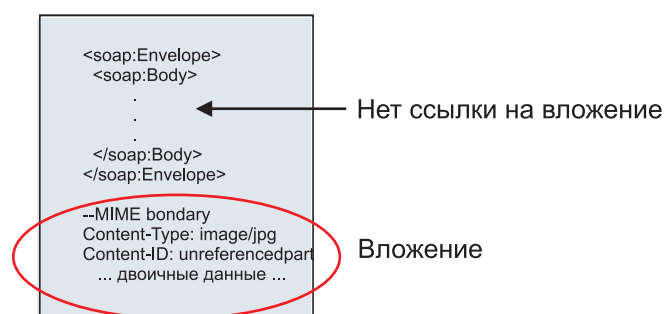 <soap:Envelope>
<soap:Body>
.
.
.
</soap:Body>
</soap:Envelope>
Нет ссылки на вложение
--MIME bondary
Content-Type: image/jpg
Content-ID: unreferencedpart
... двоичные данные ...
Вложение